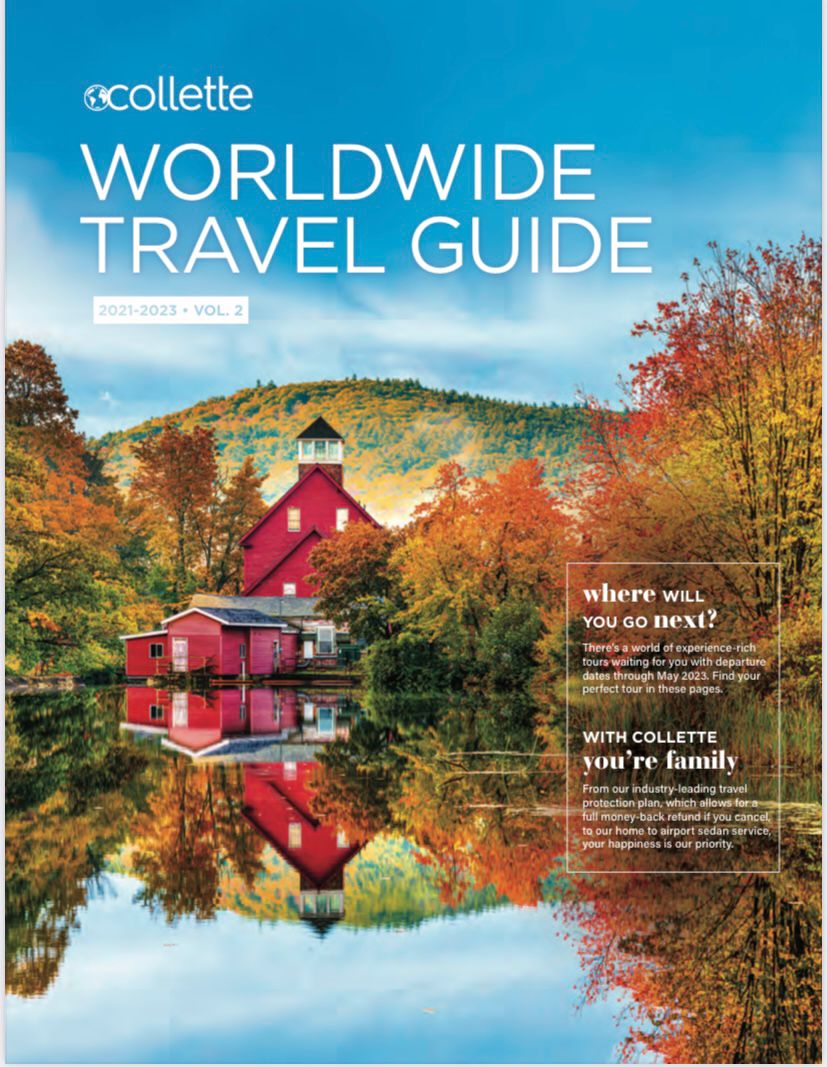 collette
WORLDWIDE
TRAVEL GUIDE
2021-2023 • VOL. 2
where WILL
YOU GO next?
There's a world of experience-rich
tours waiting for you with departure
dates through May 2023. Find your
perfect tour in these pages.
WITH COLLETTE
you're family
From our industry-leading travel
protection plan, which allows for a
full money-back refund if you cancel,
to our home to airport sedan service,
your happiness is our priority.